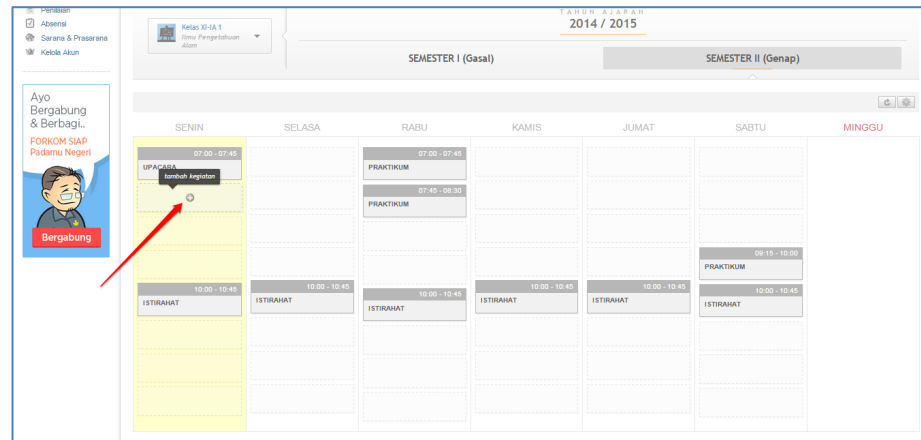 Penilaian
Absensi
Sarana & Prasarana
Kelola Akun
Ayo
Bergabung
& Berbagi..
FORKOM SIAP
Padamu Negeri
Bergabung
Kelas XI-IA 1
Ilmu Pengetahuan
Alam
TAHUN AJARAN
2014 / 2015
SEMESTER I (Gasal)
SEMESTER II (Genap)
SENIN SELASA RABU KAMIS JUMAT SABTU MINGGU
07:00 - 07:45 07:00 - 07:45
UPACARA PRAKTIKUM
tambah kegiatan
07:45 - 08:30
PRAKTIKUM
09:15 - 10:00
PRAKTIKUM
10:00 - 10:45 10:00 - 10:45 10:00 - 10:45 10:00 - 10:45 10:00 - 10:45 10:00 - 10:45
ISTIRAHAT ISTIRAHAT ISTIRAHAT ISTIRAHAT ISTIRAHAT ISTIRAHAT